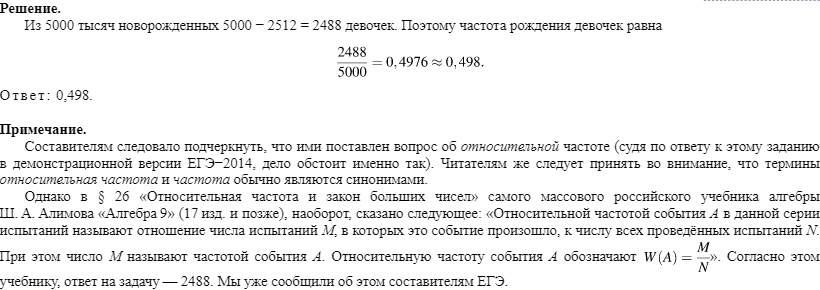 Решение.
Из 5000 тысяч новорожденных 5000 − 2512 = 2488 девочек. Поэтому частота рождения девочек равна
2488
5000
= 0,4976 ≈ 0,498.
Ответ: 0,498.
Примечание.
Составителям следовало подчеркнуть, что ими поставлен вопрос об относительной частоте (судя по ответу к этому заданию
в демонстрационной версии ЕГЭ−2014, дело обстоит именно так). Читателям же следует принять во внимание, что термины
относительная частота и частота обычно являются синонимами.
Однако в § 26 «Относительная частота и закон больших чисел» самого массового российского учебника алгебры
Ш. А. Алимова «Алгебра 9» (17 изд. и позже), наоборот, сказано следующее: «Относительной частотой события A в данной серии
испытаний называют отношение числа испытаний M, в которых это событие произошло, к числу всех проведённых испытаний N.
При этом число M называют частотой события A. Относительную частоту события A обозначают W(A) = M/N». Согласно этом
учебнику, ответ на задачу — 2488. Мы уже сообщили об этом составителям ЕГЭ.